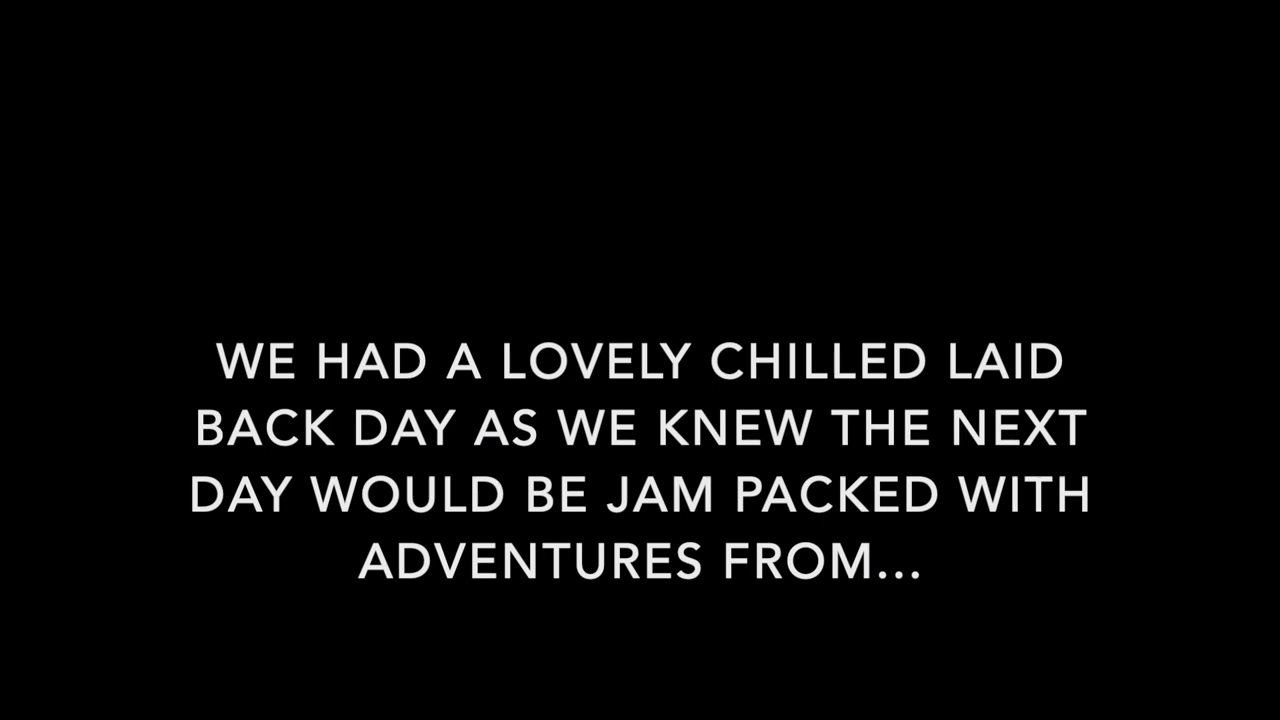 WE HAD A LOVELY CHILLED LAID
BACK DAY AS WE KNEW THE NEXT
DAY WOULD BE JAM PACKED WITH
ADVENTURES FROM...